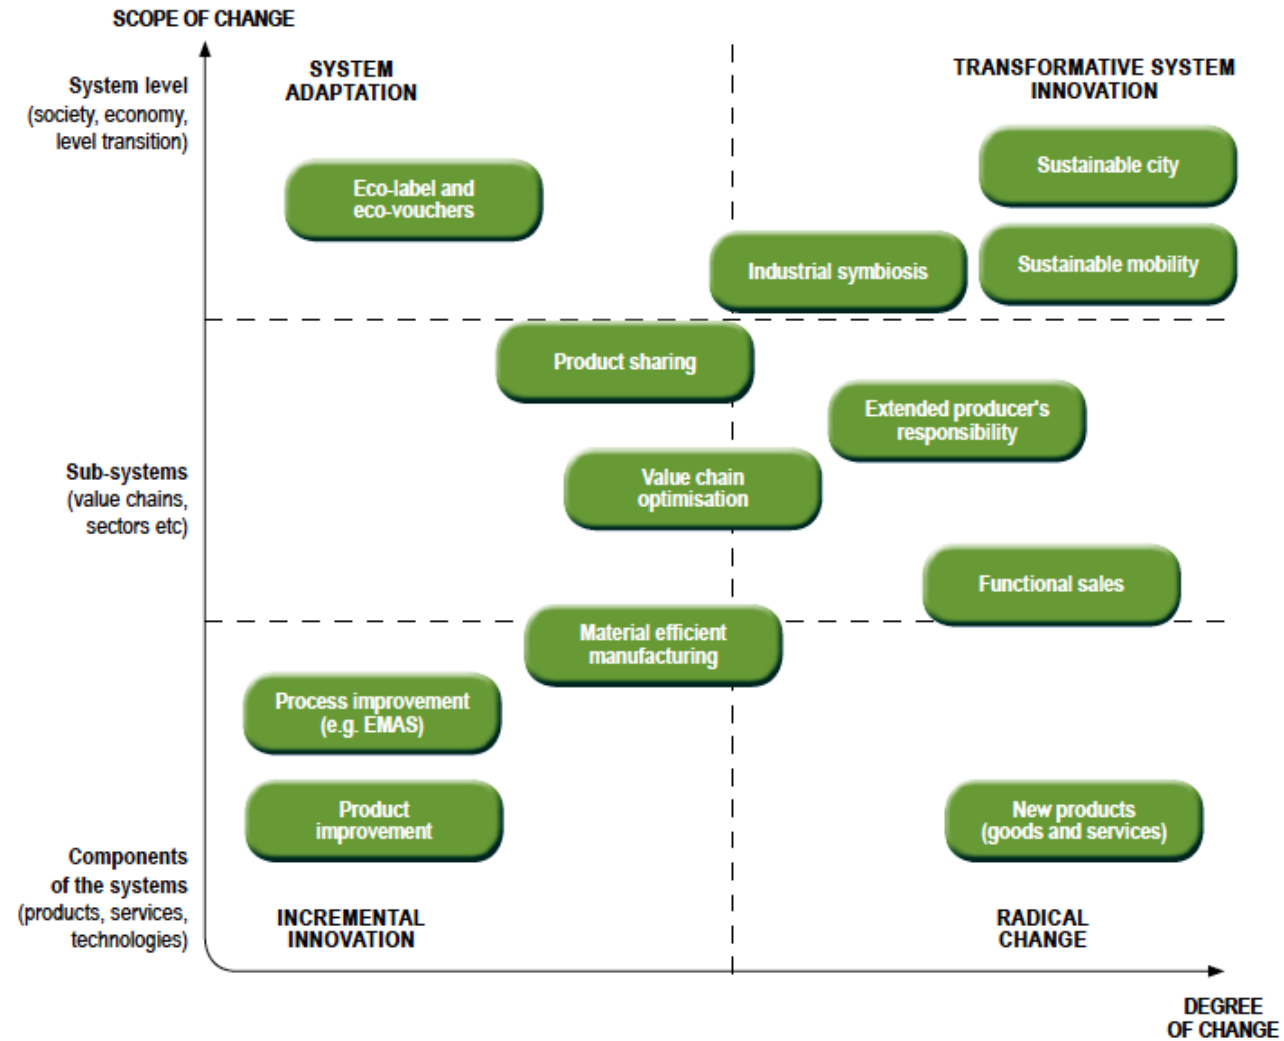 SCOPE OF CHANGE
System level
(society, economy,
level transition)
SYSTEM
ADAPTATION
TRANSFORMATIVE SYSTEM
INNOVATION
Eco-label and
eco-vouchers
Sustainable city
Industrial symbiosis
Sustainable mobility
Product sharing
Extended producer's
responsibility
Sub-systems
(value chains,
sectors etc)
Value chain
optimisation
Functional sales
Material efficient
manufacturing
Process improvement
(e.g. EMAS)
Product
improvement
New products
(goods and services)
Components
of the systems
(products, services,
technologies)
INCREMENTAL
INNOVATION
RADICAL
CHANGE
DEGREE
OF CHANGE